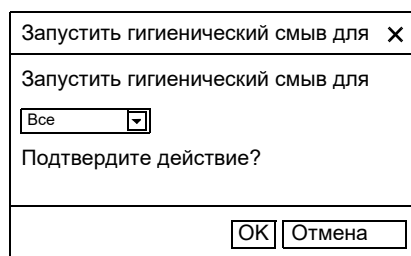 Запустить гигиенический смыв для
Запустить гигиенический смыв для
Все
Подтвердите действие?
OK Отмена